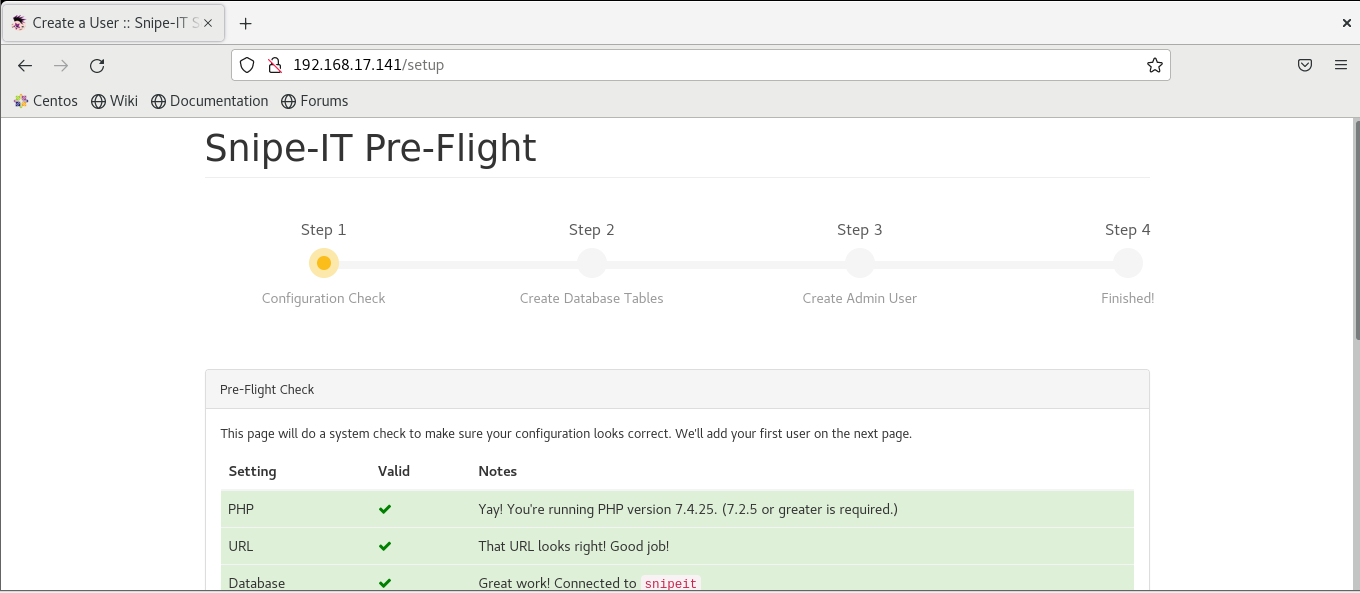 Create a User :: Snipe-IT S
192.168.17.141/setup
Centos Wiki Documentation Forums
Snipe-IT Pre-Flight
Step 1 Step 2 Step 3 Step 4
Configuration Check Create Database Tables Create Admin User Finished!
Pre-Flight Check
This page will do a system check to make sure your configuration looks correct. We'll add your first user on the next page.
Setting Valid Notes
PHP ✔ Yay! You're running PHP version 7.4.25. (7.2.5 or greater is required.)
URL ✔ That URL looks right! Good job!
Database ✔ Great work! Connected to snipeit